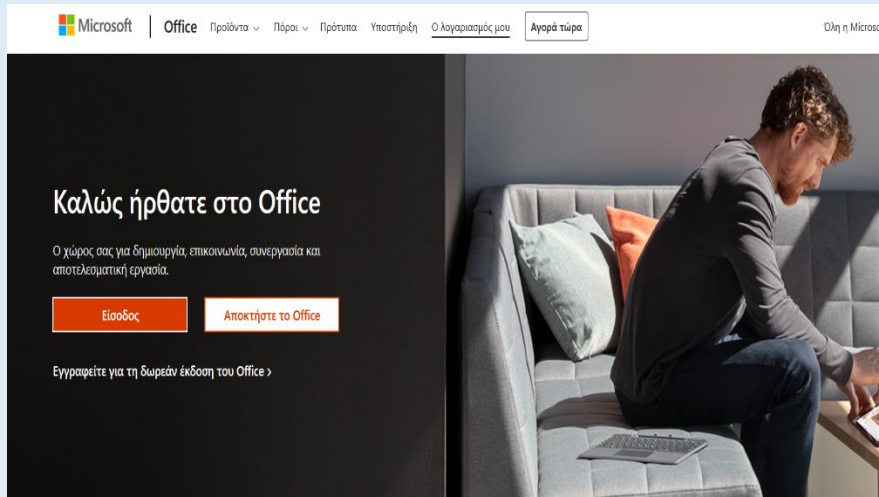 Microsoft Office Προϊόντα Πόροι Πρότυπα Υποστήριξη Ο λογαριασμός μου Αγορά τώρα Όλη η
Καλώς ήρθατε στο Office
Ο χώρος σας για δημιουργία, επικοινωνία, συνεργασία και
αποτελεσματική εργασία.
Είσοδος Αποκτήστε το Office
Εγγραφείτε για τη δωρεάν έκδοση του Office >